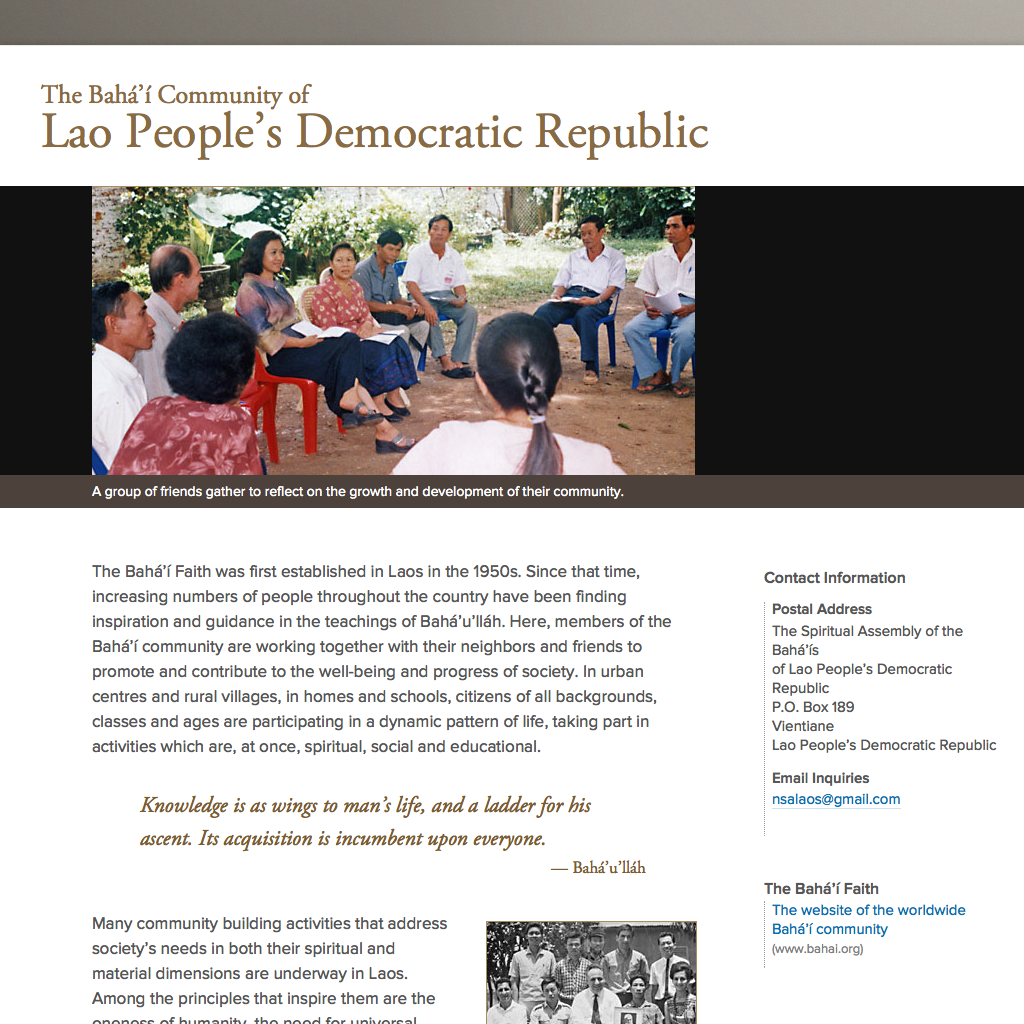 The Bahá’í Community of
Lao People’s Democratic Republic
A group of friends gather to reflect on the growth and development of their community.
The Bahá’í Faith was first established in Laos in the 1950s. Since that time,
increasing numbers of people throughout the country have been finding
inspiration and guidance in the teachings of Bahá’u’lláh. Here, members of the
Bahá’í community are working together with their neighbors and friends to
promote and contribute to the well-being and progress of society. In urban
centres and rural villages, in homes and schools, citizens of all backgrounds,
classes and ages are participating in a dynamic pattern of life, taking part in
activities which are, at once, spiritual, social and educational.
Knowledge is as wings to man’s life, and a ladder for his
ascent. Its acquisition is incumbent upon everyone.
— Bahá’u’lláh
Many community building activities that address
society’s needs in both their spiritual and
material dimensions are underway in Laos.
Among the principles that inspire them are the
oneness of humanity, the need for universal
Contact Information
Postal Address
The Spiritual Assembly of the
Bahá’ís
of Lao People’s Democratic
Republic
P.O. Box 189
Vientiane
Lao People’s Democratic Republic
Email Inquiries
nsalaos@gmail.com
The Bahá’í Faith
The website of the worldwide
Bahá’í community
(www.bahai.org)